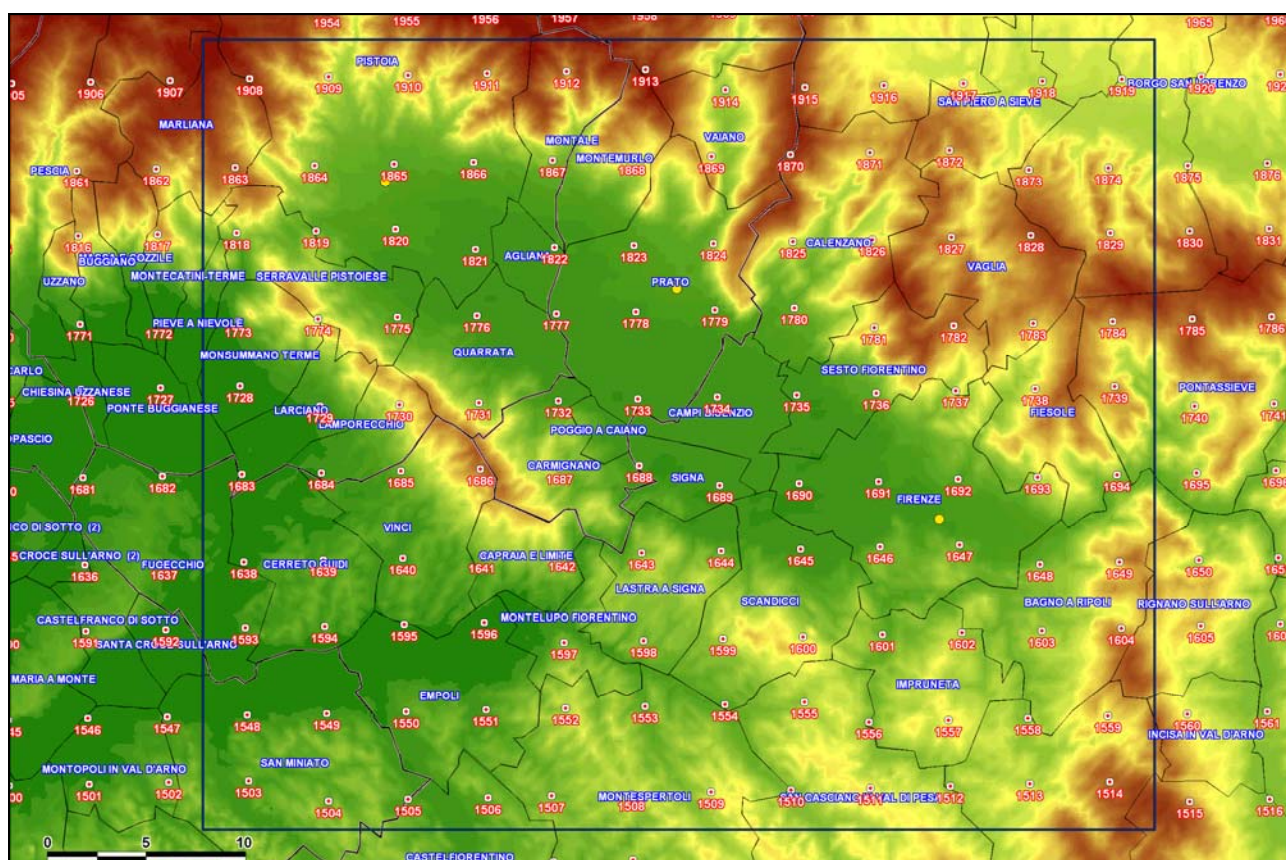 1954 1955 1956 1957 1958 1965
PISTOIA
905 1906 1907 1908 1909 1910 1911 1912 1913 1914 1915 1916 1917 1918 1919 BORGO SAN LORENZO 1920
SAN PIERO A SIEVE
MARLIANA
MONTALE VAIANO
MONTEMURLO
PESCIA 1861 1862 1863 1864 1865 1866 1867 1868 1869 1870 1871 1872 1873 1874 1875 1876
1816 1817 1818 1819 1820 1821 AGLIANA 1822 1823 1824 1825 CALENZANO 1826 1827 1828 1829 1830 1831
BUGGIANO
VAGLIA
UZZANO MONTECATINI-TERME SERRAVALLE PISTOIESE PRATO
1771 1772 PIEVE A NIEVOLE 1773 1774 1775 1776 1777 1778 1779 1780 1781 1782 1783 1784 1785 1786
MONSUMMANO TERME QUARRATA
CARLO SESTO FIORENTINO
CHIESINA UZZANESE PONTASSIEVE
1726 1727 1728 1729 1730 1731 1732 1733 1734 1735 1736 1737 1738 1739 1740 1741
PONTE BUGGIANESE LARCIANO CAMPI BISENZIO FIESOLE
LAMPORECCHIO POGGIO A CAIANO
OPASCIO
CARMIGNANO
1681 1682 1683 1684 1685 1686 1687 1688 SIGNA 1689 1690 1691 1692 1693 1694 1695 1696
FIRENZE
ICO DI SOTTO (2) VINCI
CROCE SULL'ARNO (2) CAPRAIA E LIMITE
FUCECCHIO CERRETO GUIDI
1636 1637 1638 1639 1640 1641 1642 1643 1644 1645 1646 1647 1648 1649 1650
LASTRA A SIGNA
SCANDICCI BAGNO A RIPOLI RIGNANO SULL'ARNO
CASTELFRANCO DI SOTTO MONTELUPO FIORENTINO
1591 1592 1593 1594 1595 1596 1597 1598 1599 1600 1601 1602 1603 1604 1605
SANTA CROCE SULL'ARNO
MARIA A MONTE IMPRUNETA
EMPOLI
1546 1547 1548 1549 1550 1551 1552 1553 1554 1555 1556 1557 1558 1559 1560 1561
INCISA IN VAL D'ARNO
SAN MINIATO
MONTOPOLI IN VAL D'ARNO
1501 1502 1503 1504 1505 1506 1507 MONTESPERTOLI 1508 1509 1510 1511 1512 1513 1514 1515 1516
SAN CASCIANO IN VAL DI PESA
0 5 10
CASTELFIORENTINO